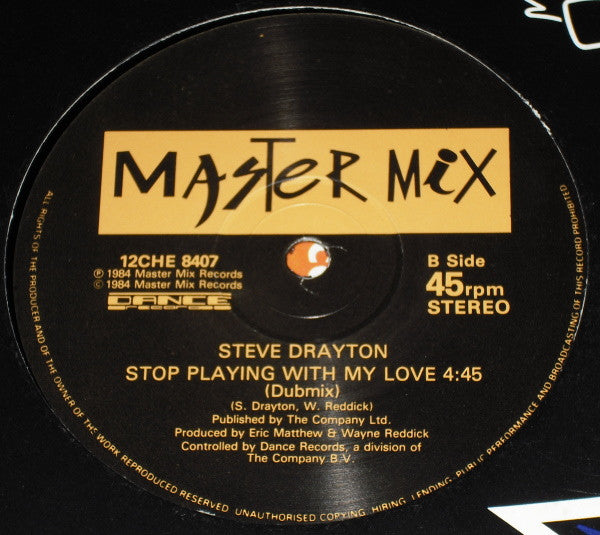 MASTER MiX
12CHE 8407
℗ 1984 Master Mix Records
© 1984 Master Mix Records
DANCE
records
B Side
45rpm
STEREO
STEVE DRAYTON
STOP PLAYING WITH MY LOVE 4:45
(Dubmix)
(S. Drayton, W. Reddick)
Published by The Company Ltd.
Produced by Eric Matthew & Wayne Reddick
Controlled by Dance Records, a division of
The Company B.V.
ALL RIGHTS OF THE PRODUCER AND OF THE OWNER OF THE WORK REPRODUCED RESERVED. UNAUTHORISED COPYING, HIRING, LENDING, PUBLIC PERFORMANCE AND BROADCASTING OF THIS RECORD PROHIBITED